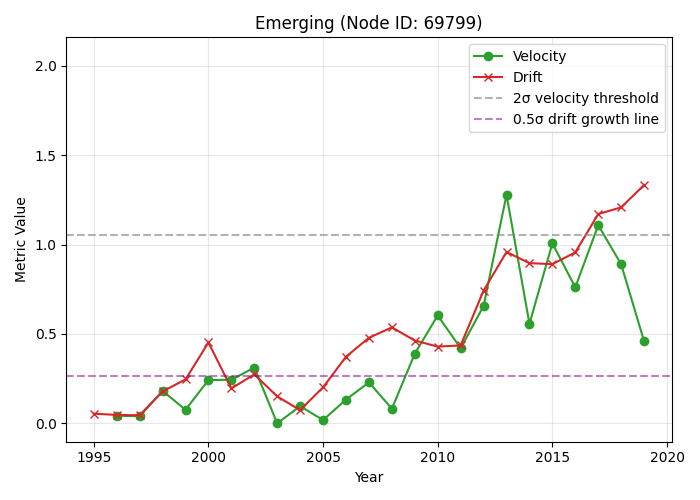 Emerging (Node ID: 69799)
Velocity
Drift
2σ velocity threshold
0.5σ drift growth line
Metric Value
2.0
1.5
1.0
0.5
0.0
1995
2000
2005
2010
2015
2020
Year